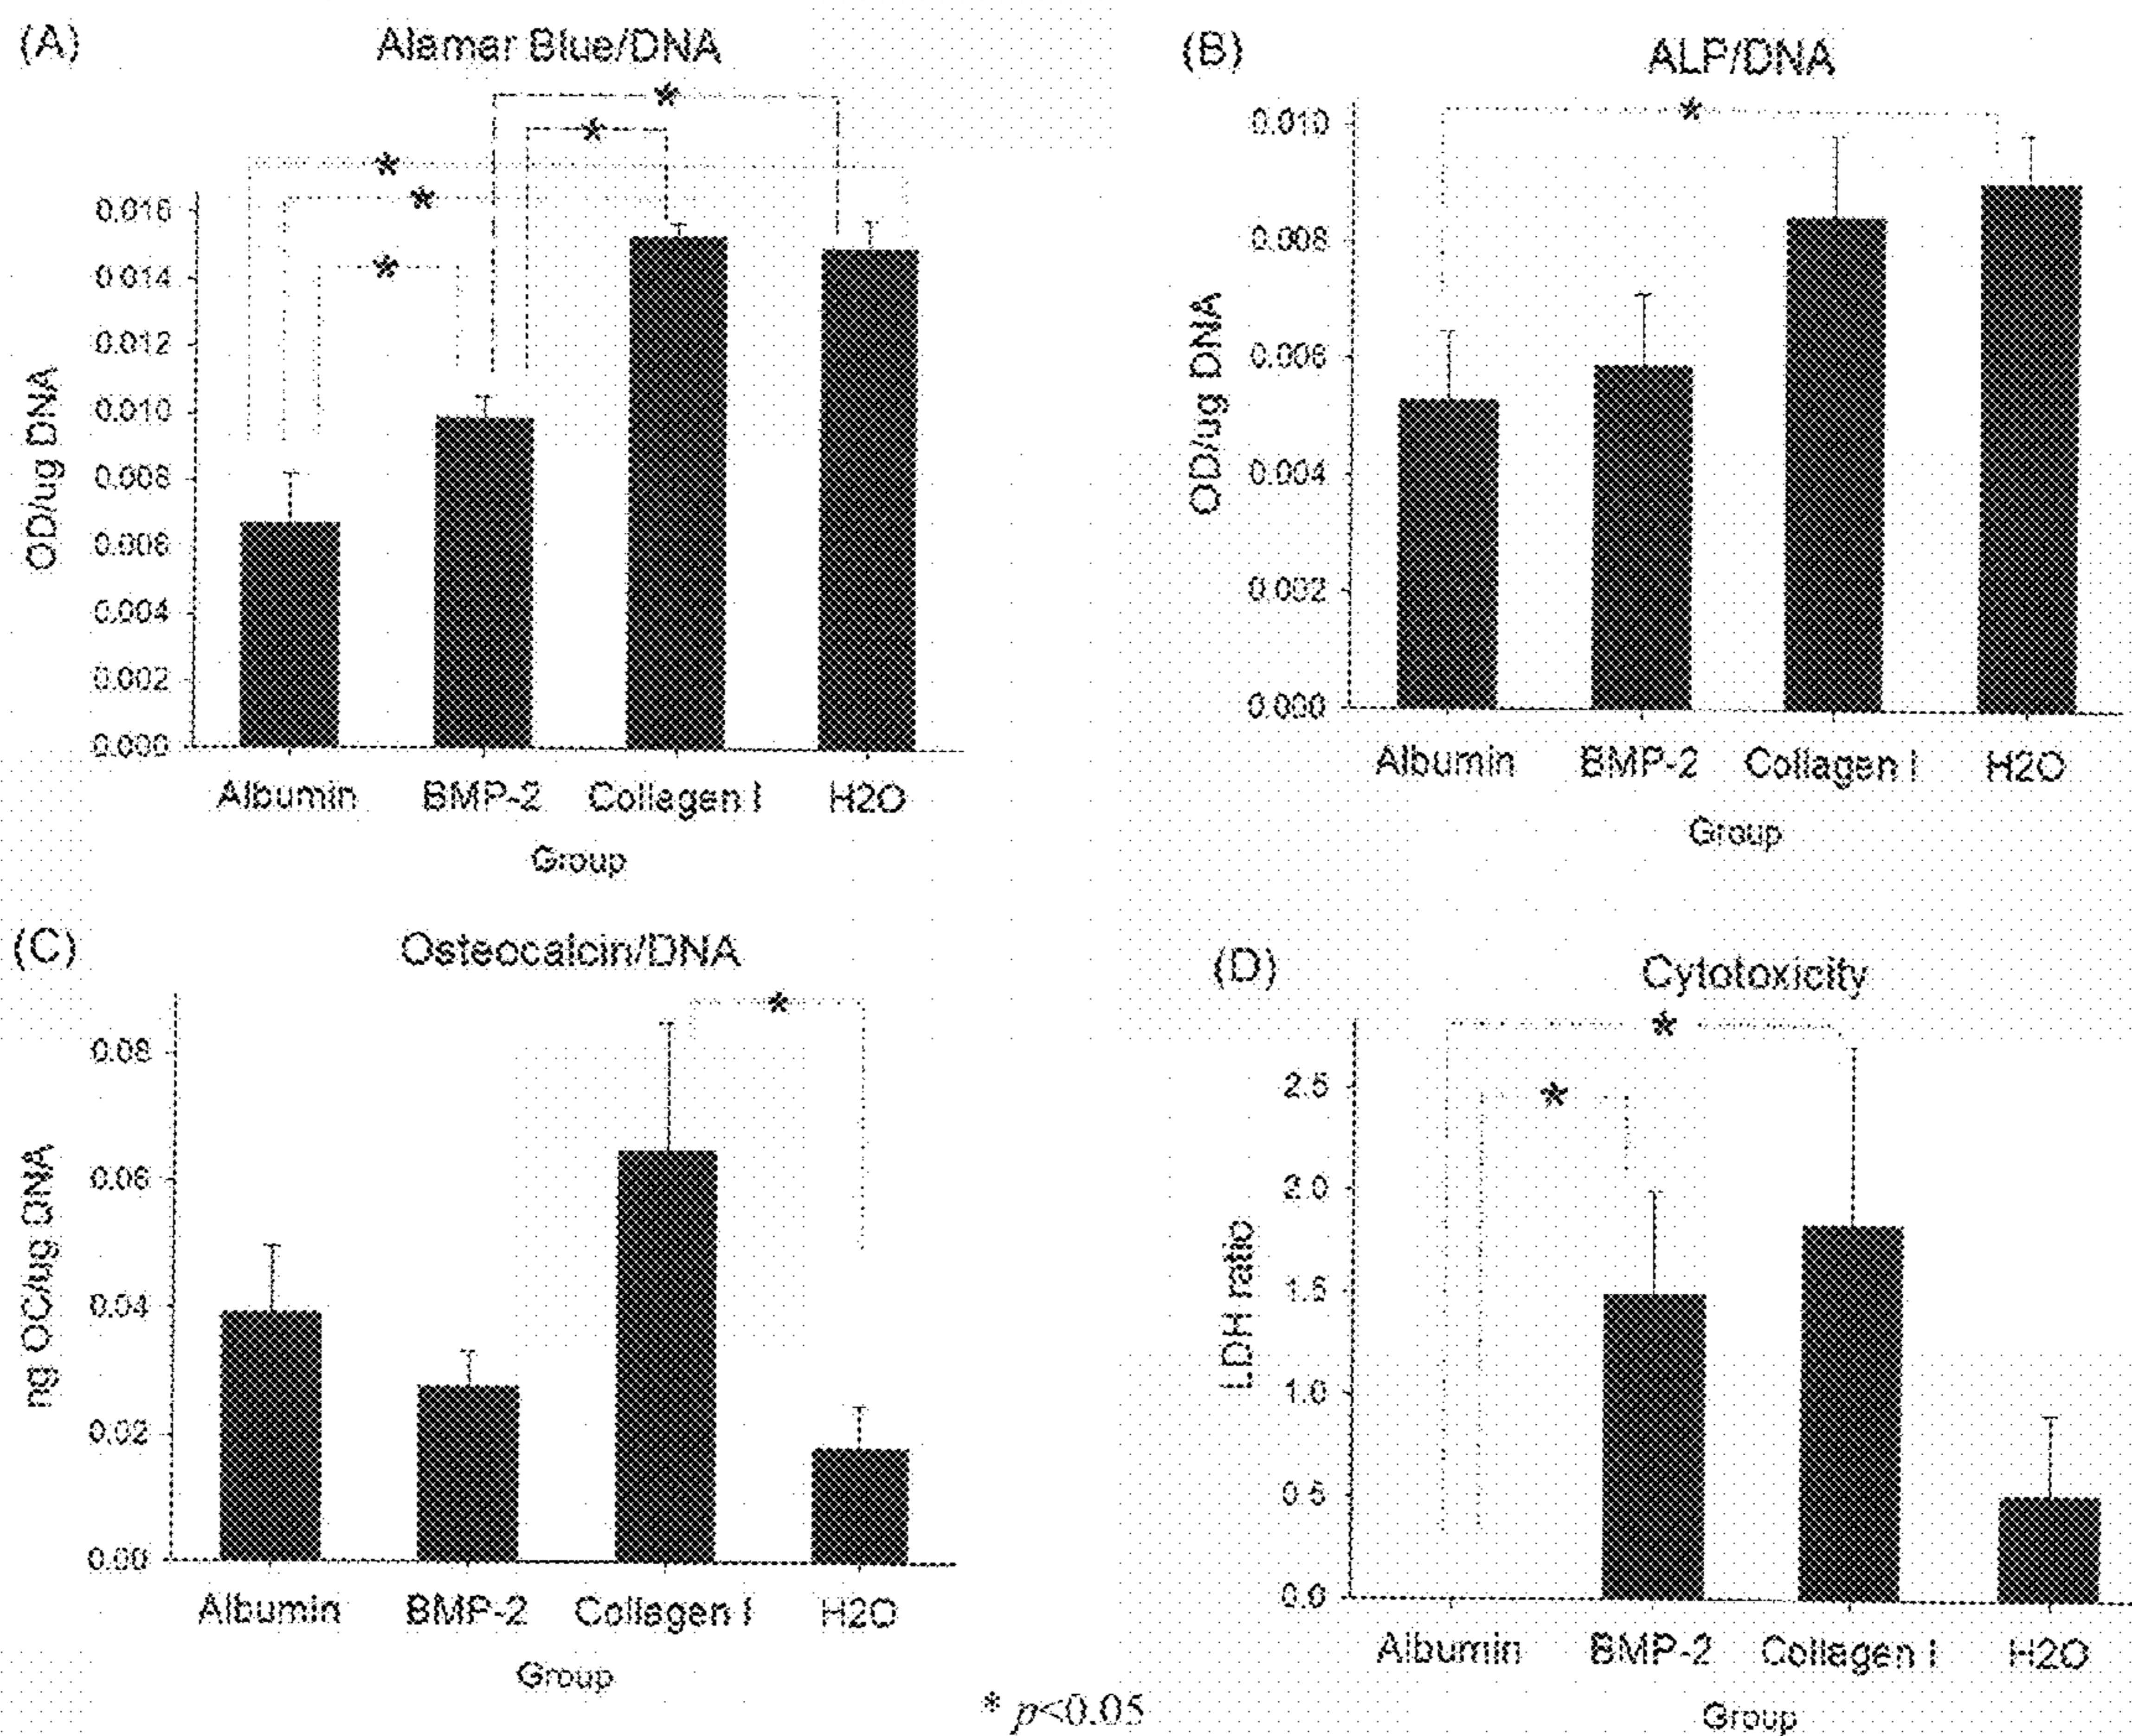 (A)
Alamar Blue/DNA
*
*
*
*
*
0.016
0.014
0.012
0.010
0.008
0.006
0.004
0.002
0.000
OD/ug DNA
Albumin BMP-2 Collagen I H2O
Group
(B)
ALP/DNA
*
0.010
0.008
0.006
0.004
0.002
0.000
OD/ug DNA
Albumin BMP-2 Collagen I H2O
Group
(C)
Osteocalcin/DNA
*
0.08
0.06
0.04
0.02
0.00
ng OC/ug DNA
Albumin BMP-2 Collagen I H2O
Group
(D)
Cytotoxicity
*
*
2.5
2.0
1.5
1.0
0.5
0.0
LDH ratio
Albumin BMP-2 Collagen I H2O
Group
* p<0.05